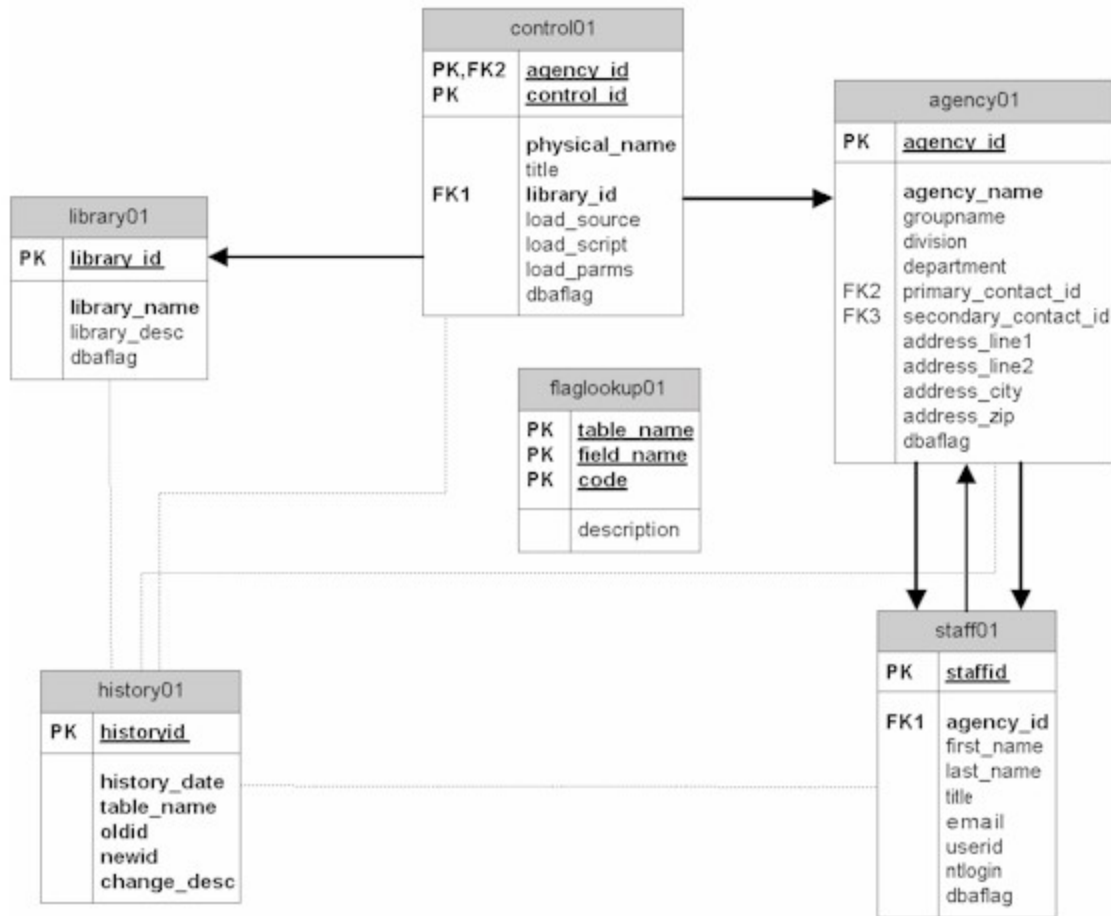 control01
PK,FK2 agency_id
PK control_id
physical_name
title
FK1 library_id
load_source
load_script
load_parms
dbaflag
agency01
PK agency_id
agency_name
groupname
division
department
FK2 primary_contact_id
FK3 secondary_contact_id
address_line1
address_line2
address_city
address_zip
dbaflag
library01
PK library_id
library_name
library_desc
dbaflag
flaglookup01
PK table_name
PK field_name
PK code
description
staff01
PK staffid
FK1 agency_id
first_name
last_name
title
email
userid
ntlogin
dbaflag
history01
PK historyid
history_date
table_name
oldid
newid
change_desc